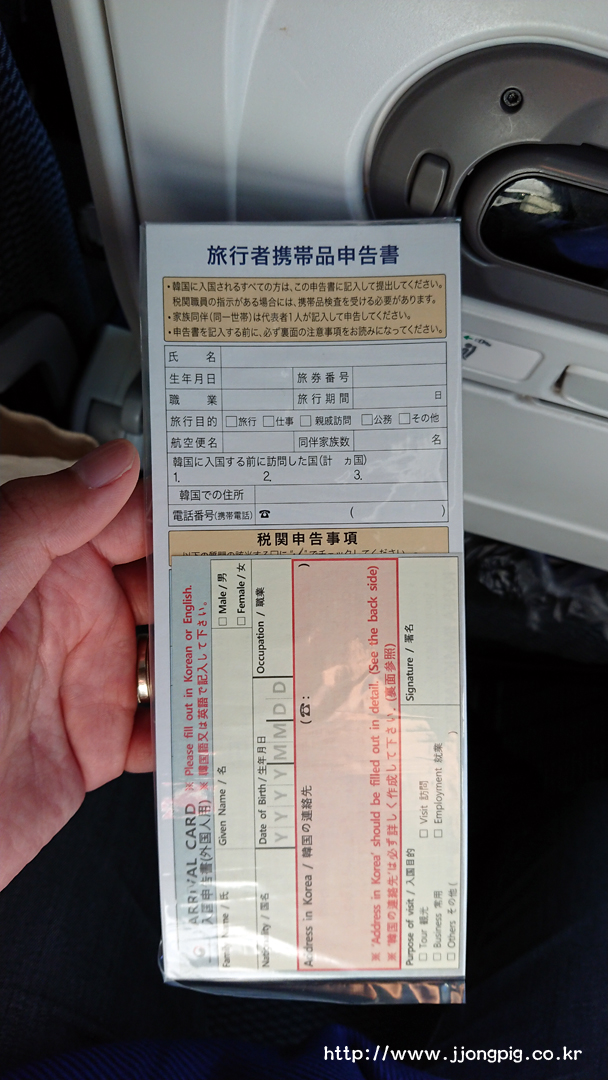 旅行者携帯品申告書
・韓国に入国されるすべての方は、この申告書に記入して提出してください。
税関職員の指示がある場合には、携帯品検査を受ける必要があります。
・家族同伴(同一世帯)は代表者1人が記入して申告してください。
・申告書を記入する前に、必ず裏面の注意事項をお読みになってください。
氏 名
生年月日 旅券番号
職 業 旅行期間 日
旅行目的 □旅行 □仕事 □親戚訪問 □公務 □その他
航空便名 同伴家族数 名
韓国に入国する前に訪問した国(計 ヵ国)
1. 2. 3.
韓国での住所
電話番号(携帯電話) ☎ ( )
税関申告事項
ARRIVAL CARD ※ Please fill out in Korean or English.
入国申告書(外国人用) ※ 韓国語又は英語で記入して下さい。
Family Name / 氏 Given Name / 名 □ Male / 男
□ Female / 女
Nationality / 国名 Date of Birth / 生年月日 Occupation / 職業
Y Y Y Y M M D D
Address in Korea / 韓国の連絡先 (☎: )
※ 'Address in Korea' should be filled out in detail. (See the back side)
※ '韓国の連絡先'は必ず詳しく作成して下さい。(裏面参照)
Purpose of visit / 入国目的 Signature / 署名
□ Tour 観光 □ Visit 訪問
□ Business 常用 □ Employment 就業
□ Others その他 ( )
http://www.jjongpig.co.kr